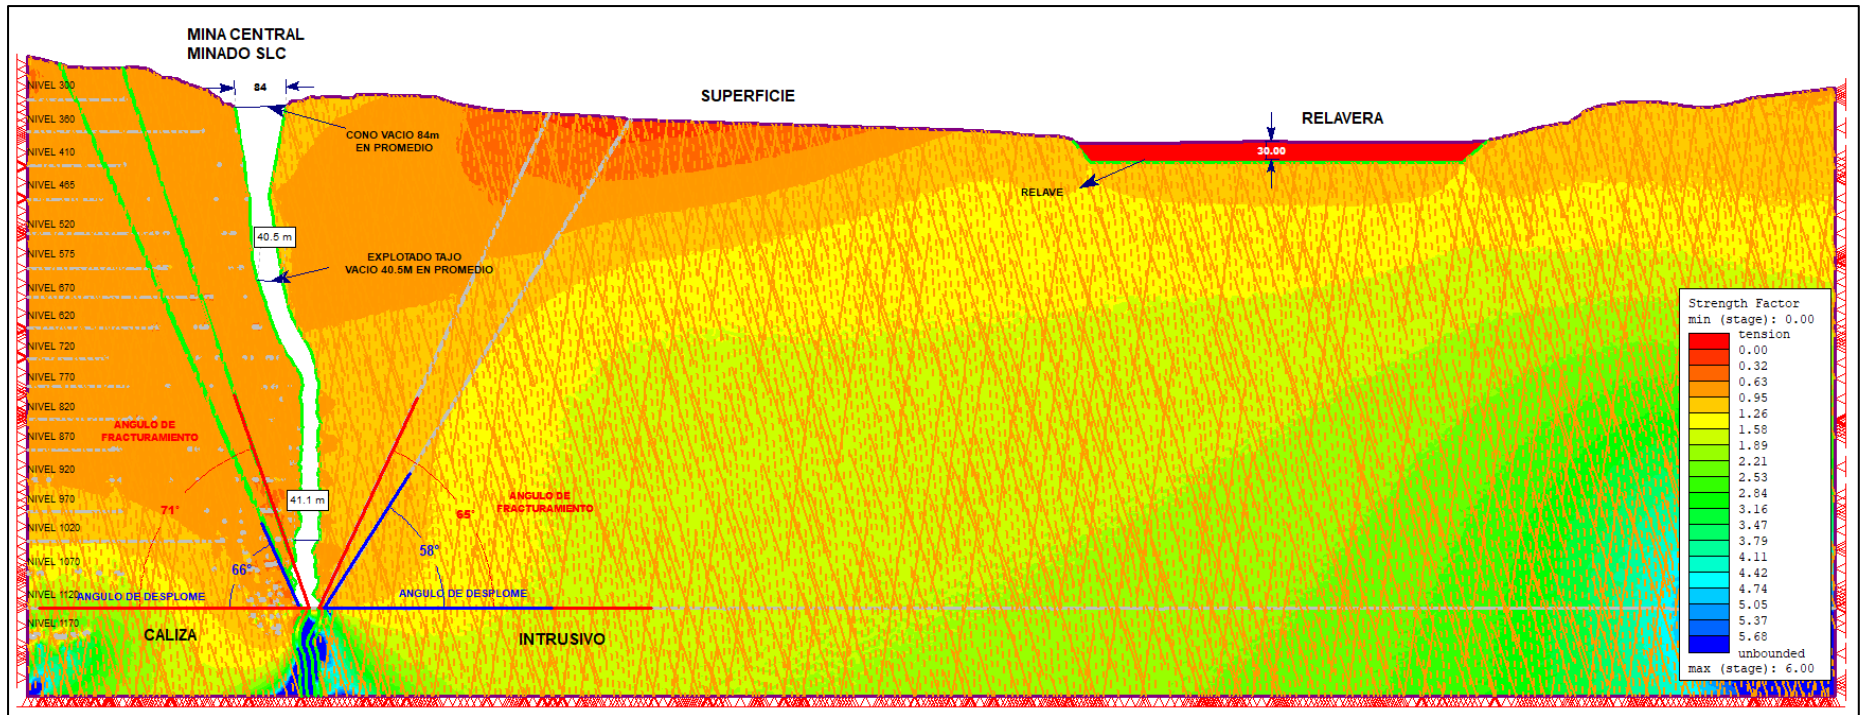 MINA CENTRAL
MINADO SLC
84
SUPERFICIE
RELAVERA
CONO VACIO 84m
EN PROMEDIO
30.00
RELAVE
40.5 m
EXPLOTADO TAJO
VACIO 40.5M EN PROMEDIO
NIVEL 300
NIVEL 360
NIVEL 410
NIVEL 465
NIVEL 520
NIVEL 575
NIVEL 670
NIVEL 620
NIVEL 720
NIVEL 770
NIVEL 820
NIVEL 870
NIVEL 920
NIVEL 970
NIVEL 1020
NIVEL 1070
NIVEL 1120
NIVEL 1170
ANGULO DE
FRACTURAMIENTO
71°
66°
ANGULO DE DESPLOME
41.1 m
ANGULO DE
FRACTURAMIENTO
65°
58°
ANGULO DE DESPLOME
CALIZA
INTRUSIVO
Strength Factor
min (stage): 0.00
tension
0.00
0.32
0.63
0.95
1.26
1.58
1.89
2.21
2.53
2.84
3.16
3.47
3.79
4.11
4.42
4.74
5.05
5.37
5.68
unbounded
max (stage): 6.00